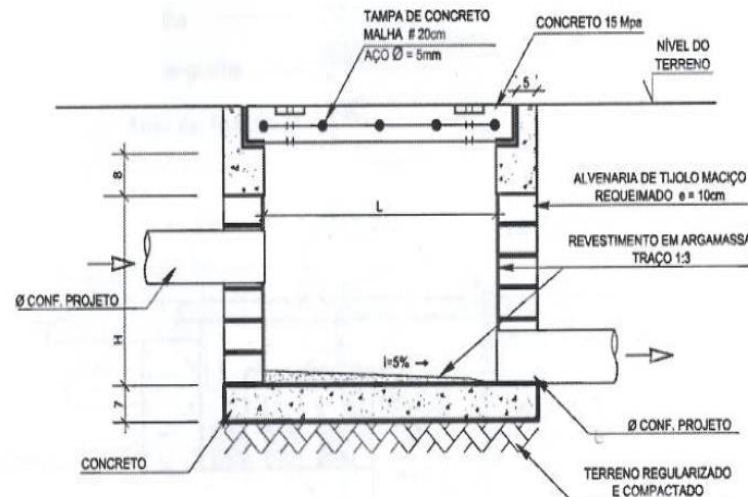 TAMPA DE CONCRETO
MALHA # 20cm
AÇO Ø = 5mm
CONCRETO 15 Mpa
NÍVEL DO
TERRENO
5
8
L
ALVENARIA DE TIJOLO MACIÇO
REQUEIMADO e = 10cm
REVESTIMENTO EM ARGAMASSA
TRAÇO 1:3
Ø CONF. PROJETO
H
i=5% →
7
Ø CONF. PROJETO
CONCRETO
TERRENO REGULARIZADO
E COMPACTADO